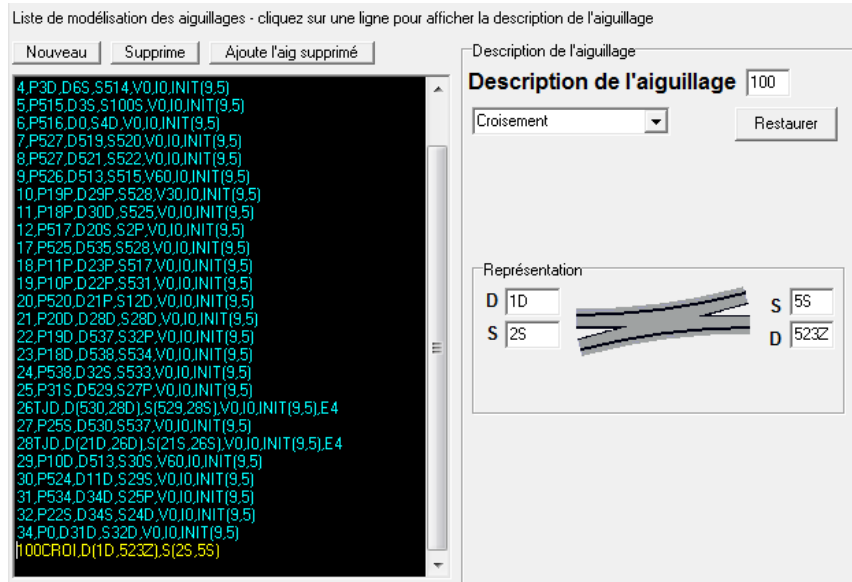 Liste de modélisation des aiguillages - cliquez sur une ligne pour afficher la description de l'aiguillage
Nouveau
Supprime
Ajoute l'aig supprimé
4,P3D,D6S,S514,V0,I0,INIT(9,5)
5,P515,D3S,S100S,V0,I0,INIT(9,5)
6,P516,D0,S4D,V0,I0,INIT(9,5)
7,P527,D519,S520,V0,I0,INIT(9,5)
8,P527,D521,S522,V0,I0,INIT(9,5)
9,P526,D513,S515,V60,I0,INIT(9,5)
10,P19P,D29P,S528,V30,I0,INIT(9,5)
11,P18P,D30D,S525,V0,I0,INIT(9,5)
12,P517,D20S,S2P,V0,I0,INIT(9,5)
17,P525,D535,S528,V0,I0,INIT(9,5)
18,P11P,D23P,S517,V0,I0,INIT(9,5)
19,P10P,D22P,S531,V0,I0,INIT(9,5)
20,P520,D21P,S12D,V0,I0,INIT(9,5)
21,P20D,D28D,S28D,V0,I0,INIT(9,5)
22,P19D,D537,S32P,V0,I0,INIT(9,5)
23,P18D,D538,S534,V0,I0,INIT(9,5)
24,P538,D32S,S533,V0,I0,INIT(9,5)
25,P31S,D529,S27P,V0,I0,INIT(9,5)
26TJD,D(530,28D),S(529,28S),V0,I0,INIT(9,5),E4
27,P25S,D530,S537,V0,I0,INIT(9,5)
28TJD,D(21D,26D),S(21S,26S),V0,I0,INIT(9,5),E4
29,P10D,D513,S30S,V60,I0,INIT(9,5)
30,P524,D11D,S29S,V0,I0,INIT(9,5)
31,P534,D34D,S25P,V0,I0,INIT(9,5)
32,P22S,D34S,S24D,V0,I0,INIT(9,5)
34,P0,D31D,S32D,V0,I0,INIT(9,5)
100CROI,D(1D,523Z),S(2S,5S)
Description de l'aiguillage
Description de l'aiguillage 100
Croisement
Restaurer
Représentation
D 1D
S 5S
S 2S
D 523Z